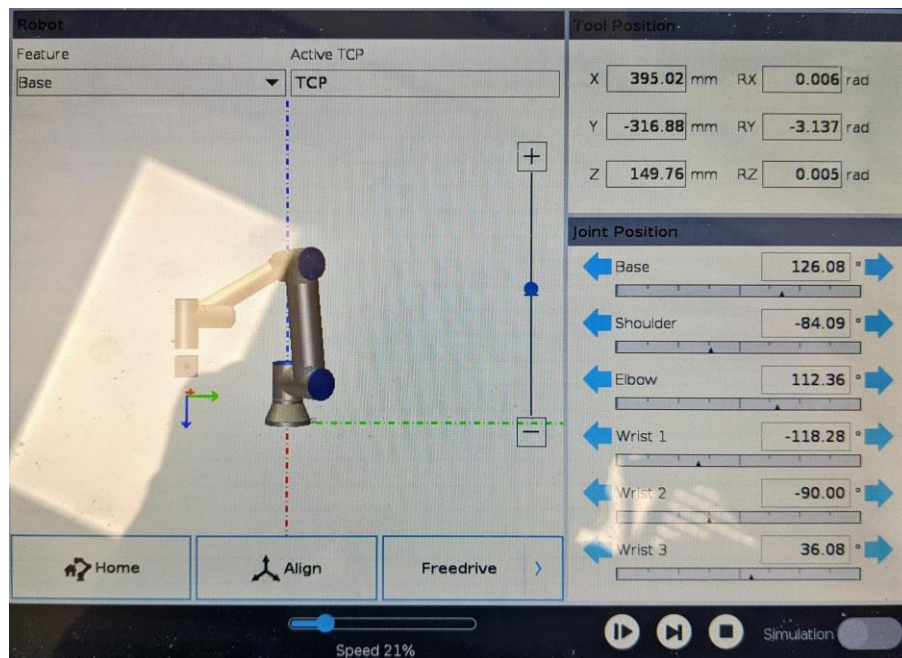 Robot
Feature
Active TCP
Base
TCP
+
−
Home
Align
Freedrive
Speed 21%
Tool Position
X 395.02 mm RX 0.006 rad
Y -316.88 mm RY -3.137 rad
Z 149.76 mm RZ 0.005 rad
Joint Position
Base 126.08 °
Shoulder -84.09 °
Elbow 112.36 °
Wrist 1 -118.28 °
Wrist 2 -90.00 °
Wrist 3 36.08 °
Simulation